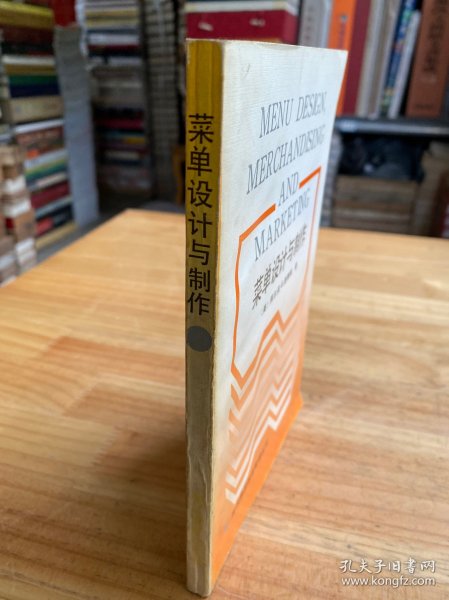 菜单设计与制作
MENU DESIGN,
MERCHANDISING
AND
MARKETING
菜单设计与制作
孔夫子旧书网
www.kongfz.com